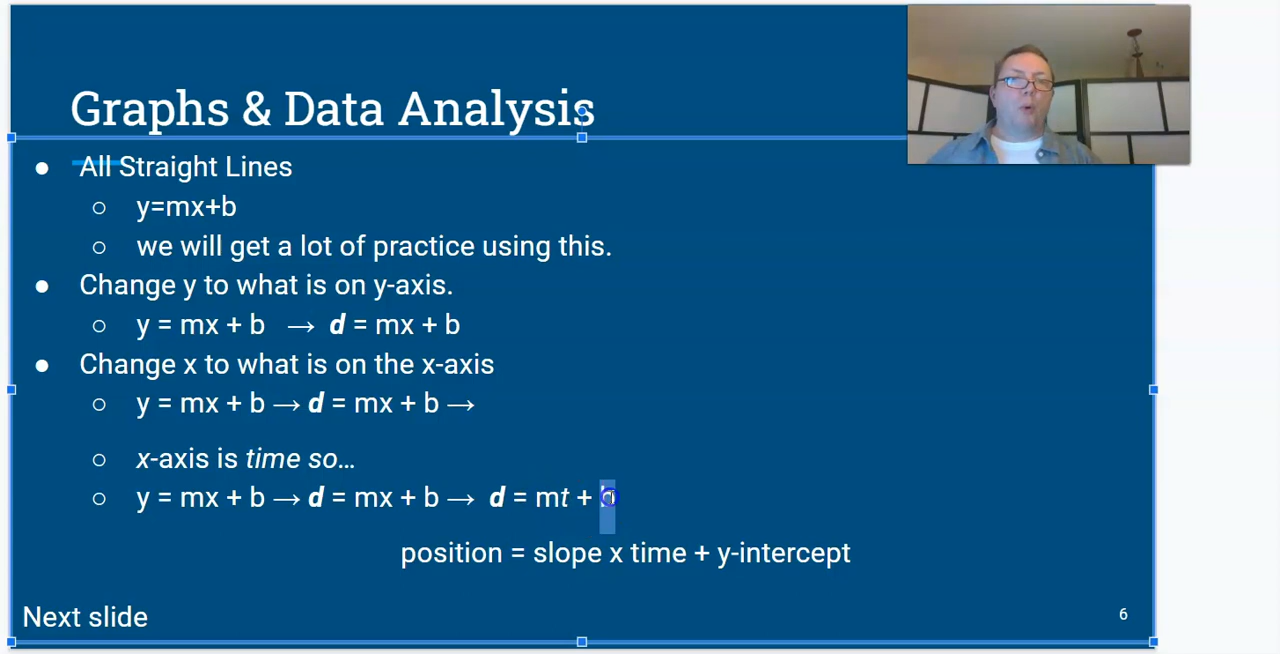 Graphs & Data Analysis
● All Straight Lines
○ y=mx+b
○ we will get a lot of practice using this.
● Change y to what is on y-axis.
○ y = mx + b → d = mx + b
● Change x to what is on the x-axis
○ y = mx + b → d = mx + b →
○ x-axis is time so...
○ y = mx + b → d = mx + b → d = mt + b
position = slope x time + y-intercept
Next slide
6